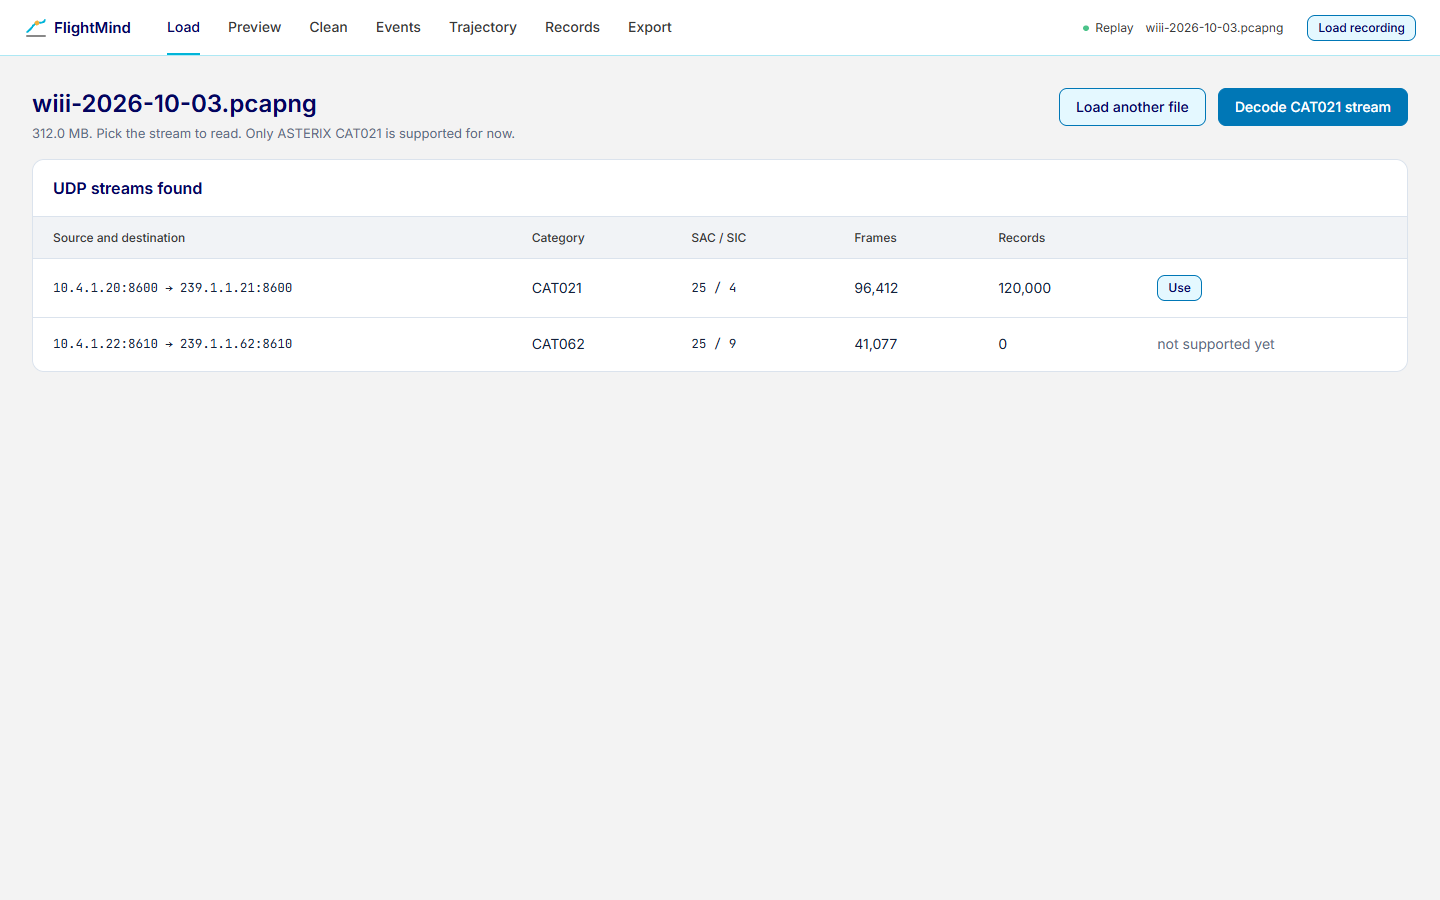 FlightMind Load Preview Clean Events Trajectory Records Export Replay wiii-2026-10-03.pcapng Load recording
wiii-2026-10-03.pcapng
312.0 MB. Pick the stream to read. Only ASTERIX CAT021 is supported for now.
Load another file Decode CAT021 stream
UDP streams found
Source and destination Category SAC / SIC Frames Records
10.4.1.20:8600 → 239.1.1.21:8600 CAT021 25 / 4 96,412 120,000 Use
10.4.1.22:8610 → 239.1.1.62:8610 CAT062 25 / 9 41,077 0 not supported yet